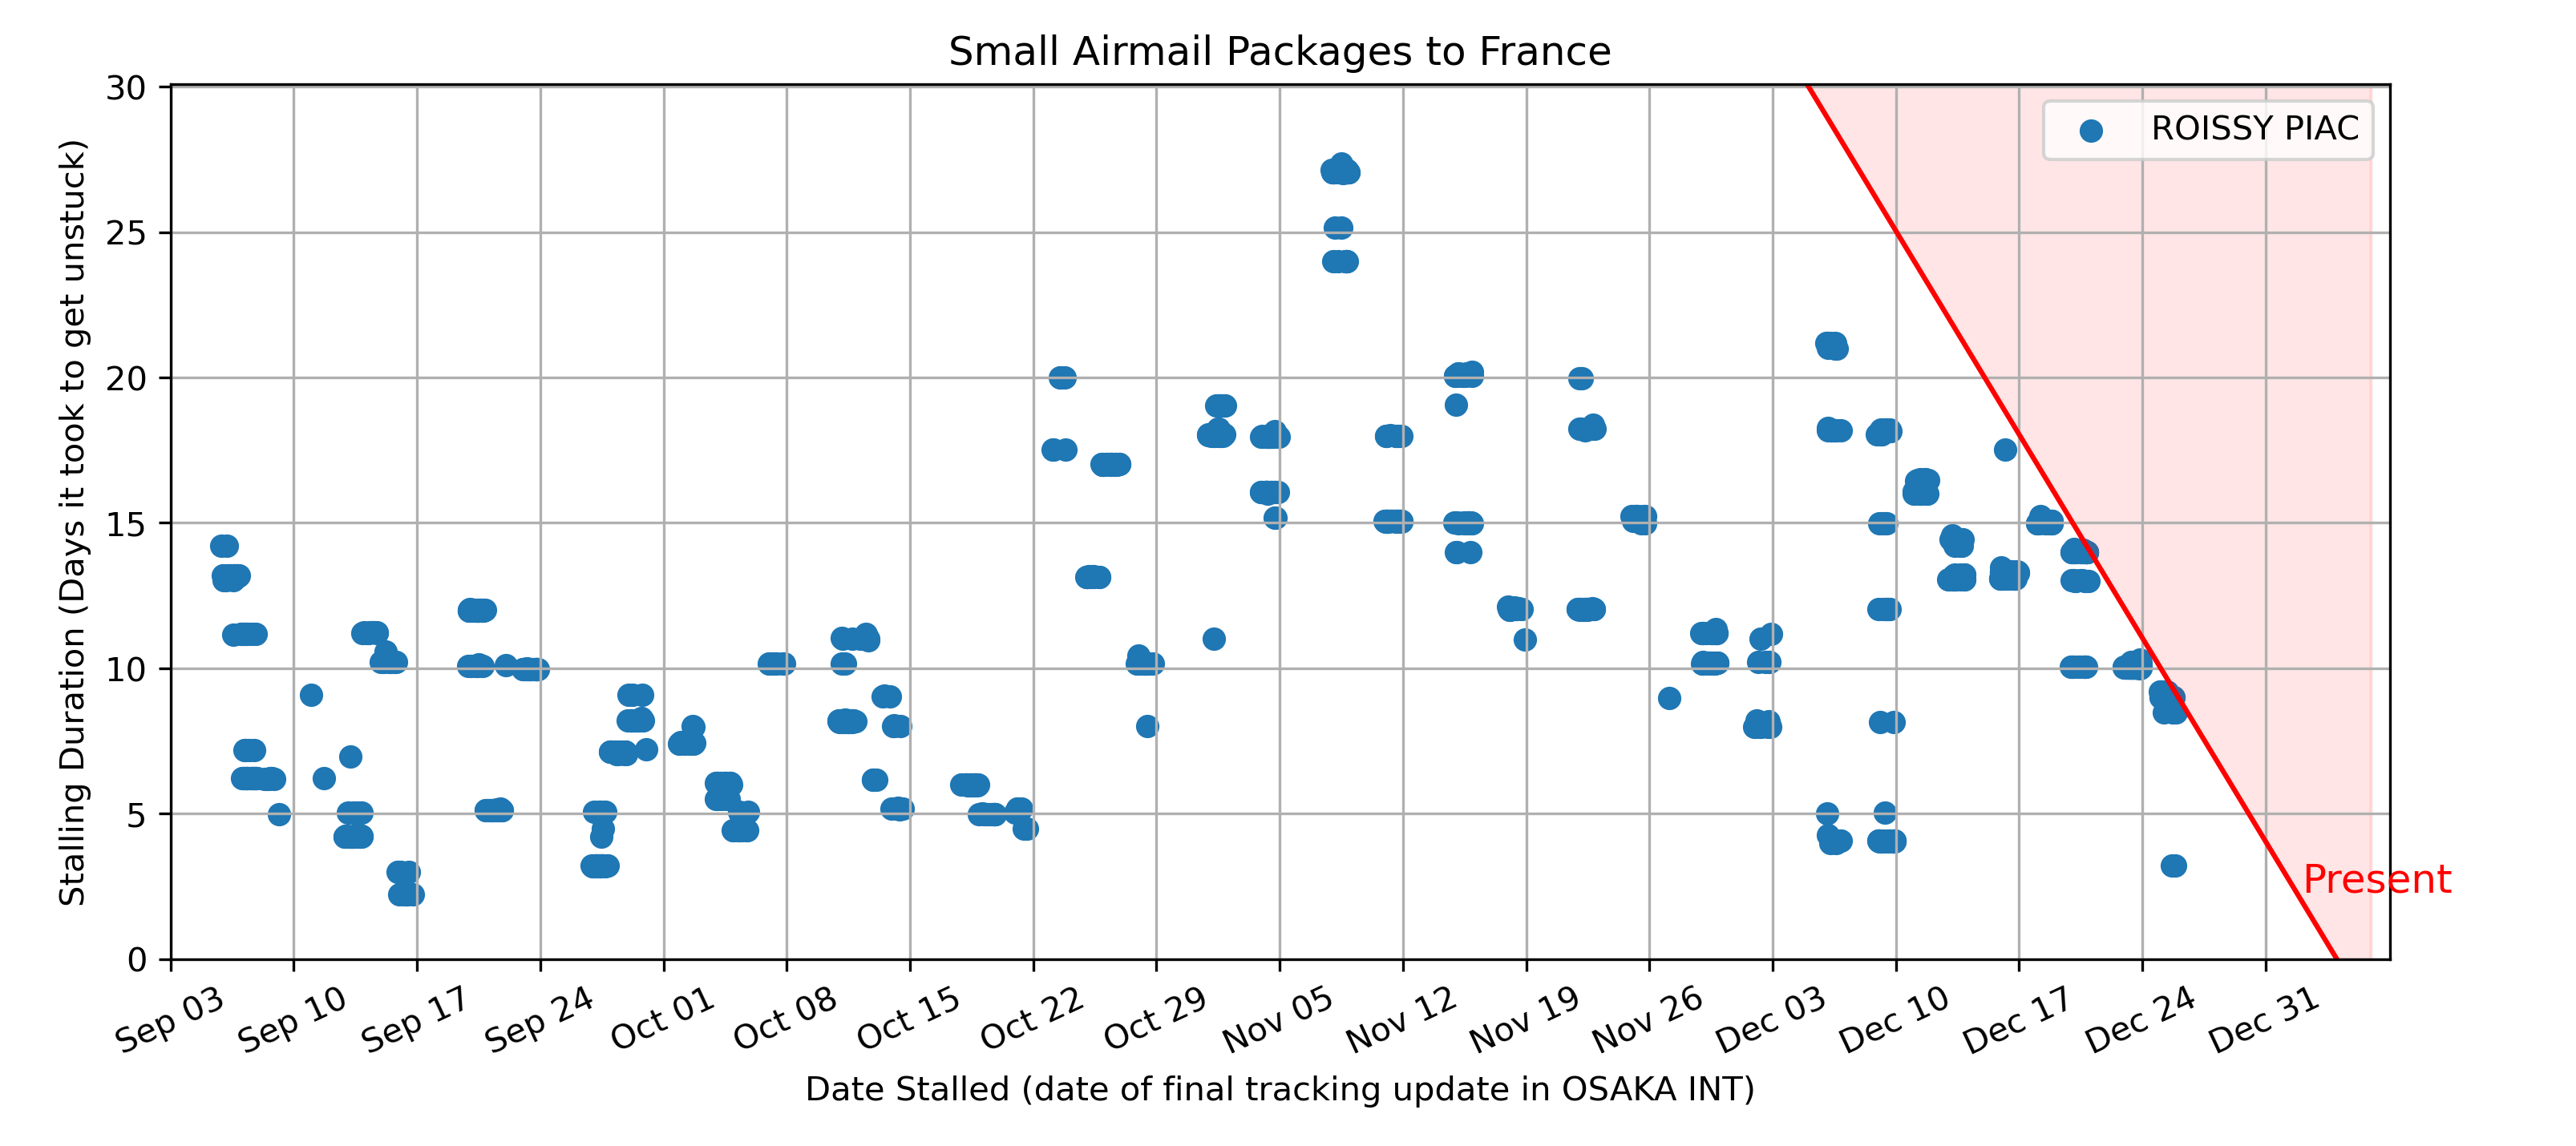 Small Airmail Packages to France
ROISSY PIAC
Stalling Duration (Days it took to get unstuck)
30
25
20
15
10
5
0
Present
Sep 03
Sep 10
Sep 17
Sep 24
Oct 01
Oct 08
Oct 15
Oct 22
Oct 29
Nov 05
Nov 12
Nov 19
Nov 26
Dec 03
Dec 10
Dec 17
Dec 24
Dec 31
Date Stalled (date of final tracking update in OSAKA INT)